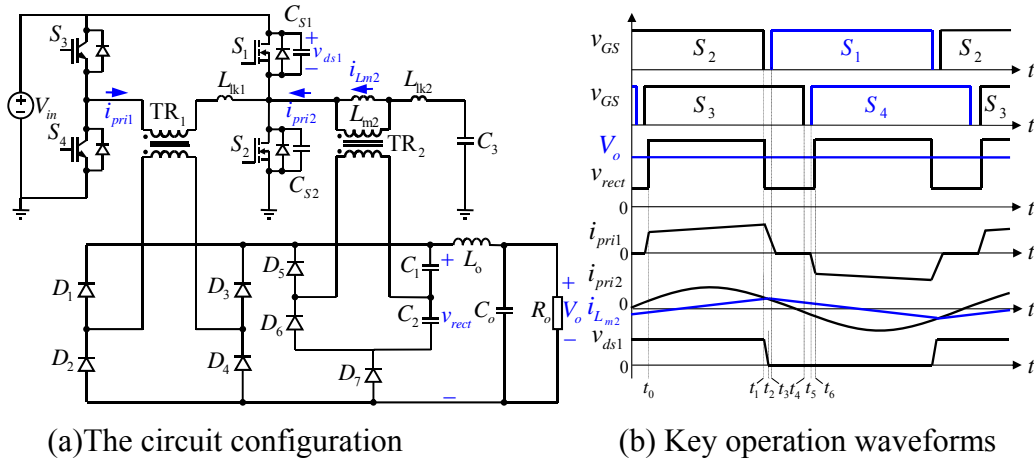 S3
CS1
S1
+
vds1
−
iLm2
Llk1
Llk2
Vin
ipri1
TR1
ipri2
Lm2
S4
S2
TR2
C3
CS2
D5
C1
+
Lo
D1
D3
D6
C2
vrect
Co
Ro
+
Vo
−
D2
D4
D7
−
(a)The circuit configuration
vGS
S2
S1
S2
t
vGS
S3
S4
S3
t
Vo
vrect
0
t
ipri1
0
t
ipri2
0
iLm2
t
vds1
0
t
t0
t1
t2
t3
t4
t5
t6
(b) Key operation waveforms